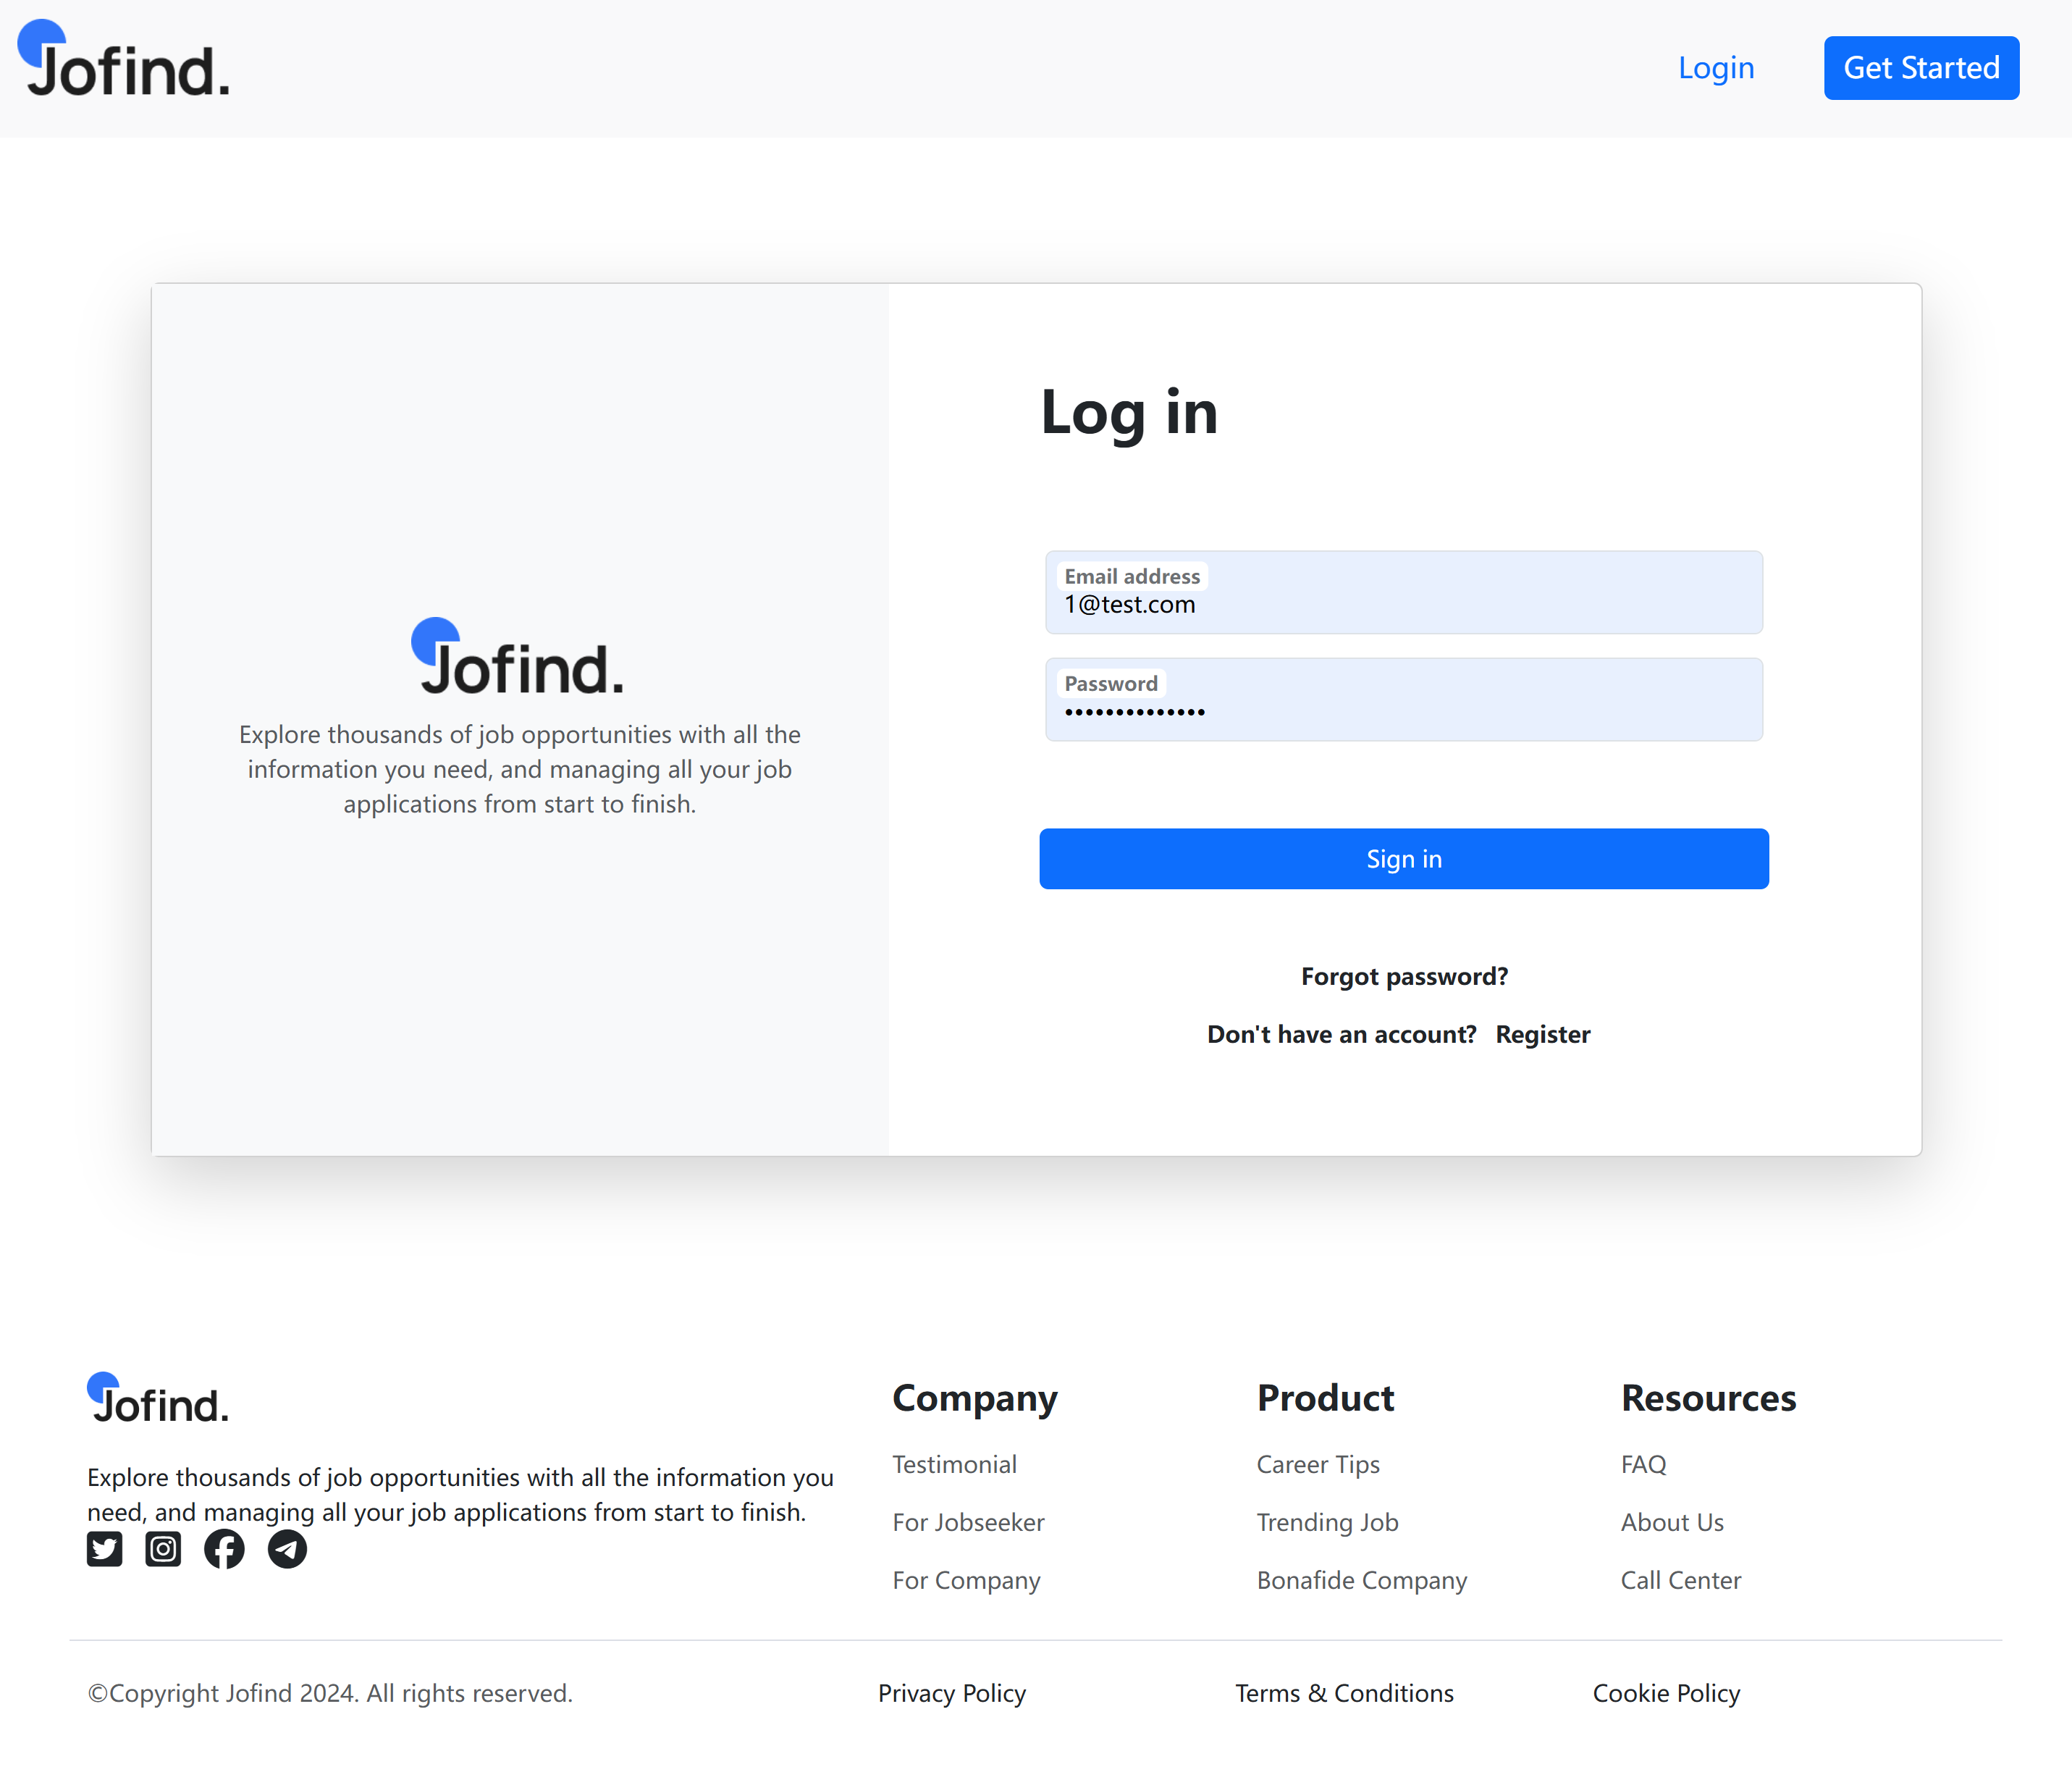 Jofind.
Login
Get Started
Log in
Email address
1@test.com
Password
••••••••••••••
Sign in
Forgot password?
Don't have an account? Register
Jofind.
Explore thousands of job opportunities with all the
information you need, and managing all your job
applications from start to finish.
Jofind.
Explore thousands of job opportunities with all the information you
need, and managing all your job applications from start to finish.
Company
Testimonial
For Jobseeker
For Company
Product
Career Tips
Trending Job
Bonafide Company
Resources
FAQ
About Us
Call Center
©Copyright Jofind 2024. All rights reserved.
Privacy Policy
Terms & Conditions
Cookie Policy